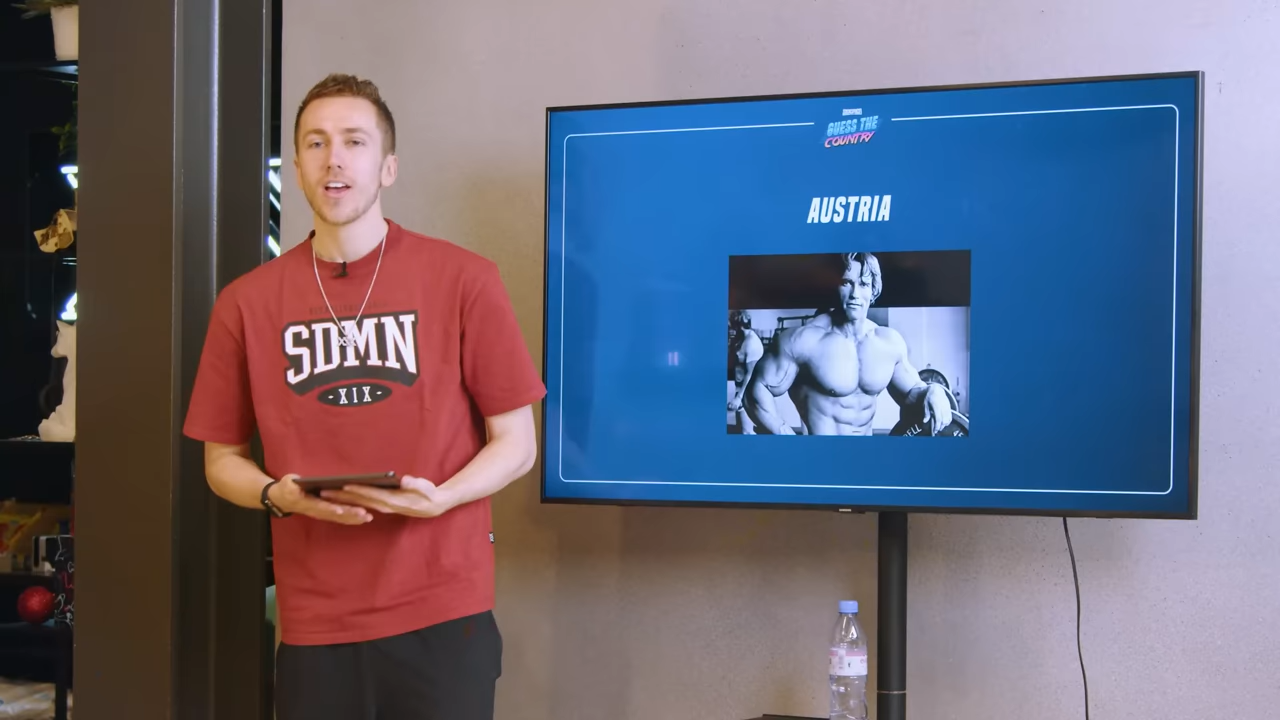 SDMN
-XIX-
GUESS THE
COUNTRY
AUSTRIA